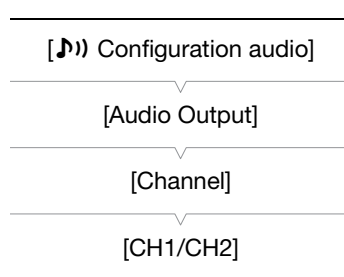 [♪)) Configuration audio]
[Audio Output]
[Channel]
[CH1/CH2]